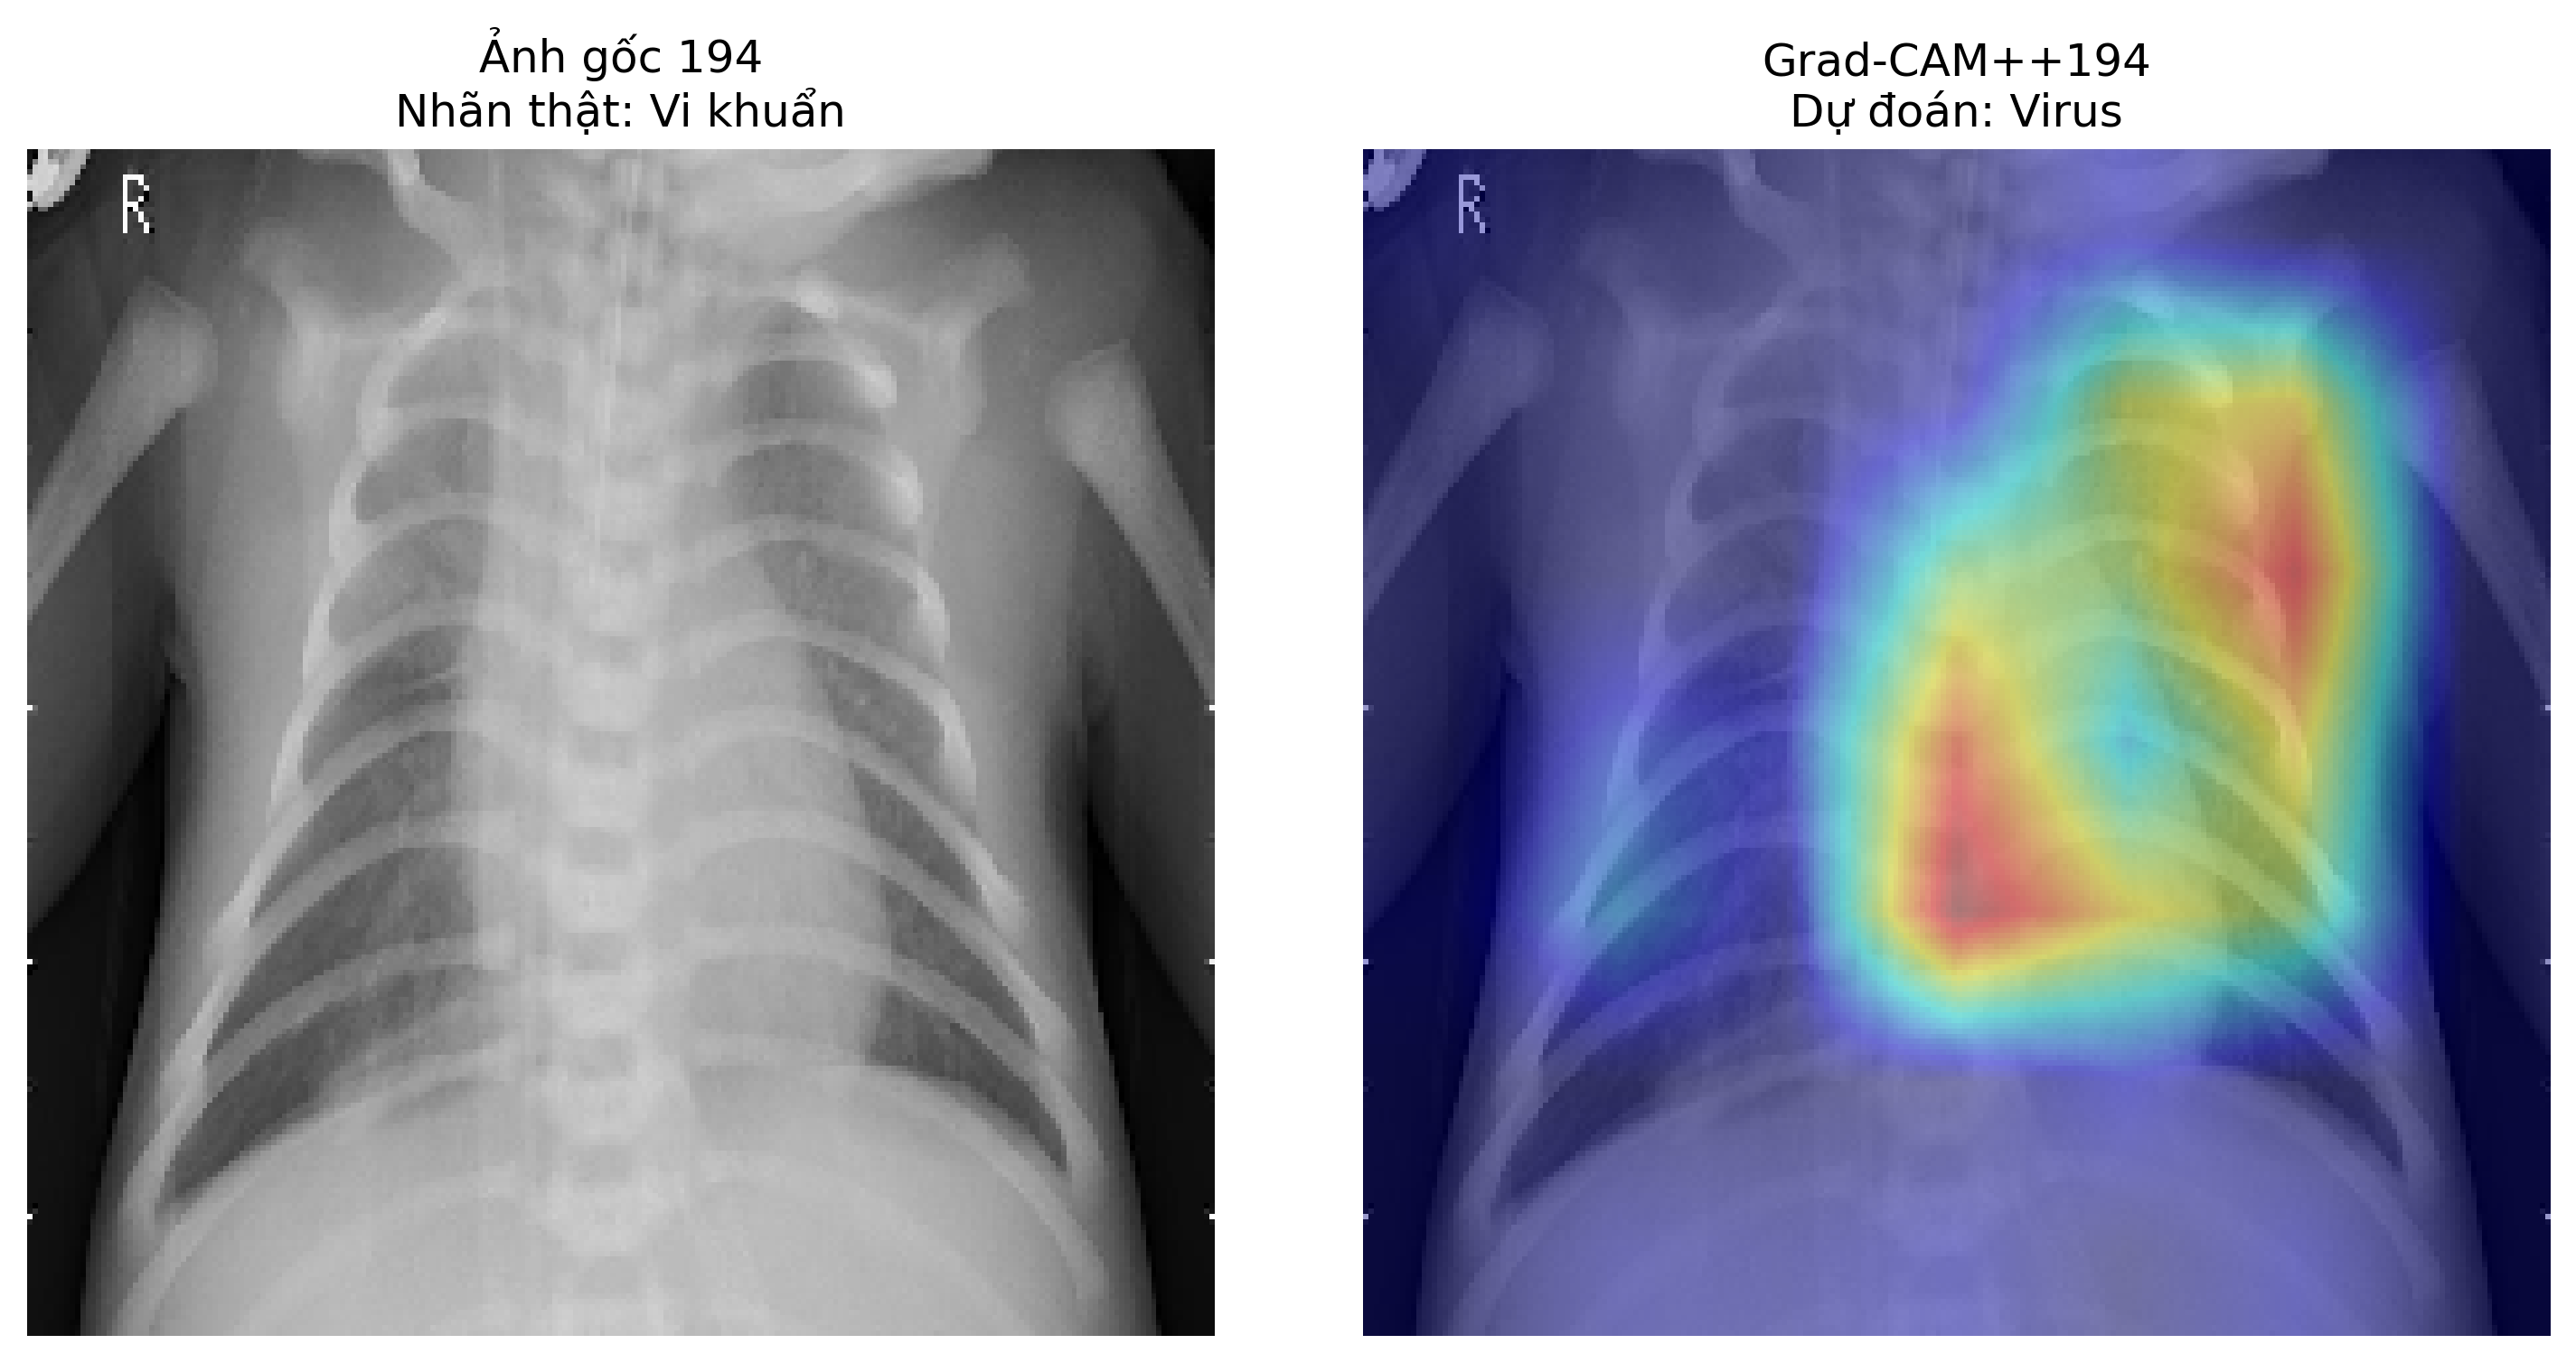 Ảnh gốc 194
Nhãn thật: Vi khuẩn
Grad-CAM++194
Dự đoán: Virus
R
R